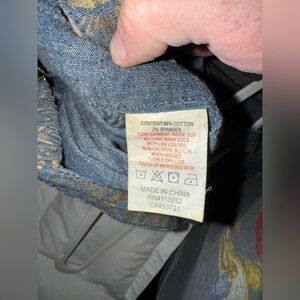 CONTENT:98% COTTON
2% SPANDEX
TURN GARMENT INSIDE OUT
MACHINE WASH COLD
WITH LIKE COLORS
NON-CHLORINE BLEACH
WHEN NEEDED
TUMBLE DRY LOW
TOUCH UP WITH COOL IRON
MADE IN CHINA
RN#113252
CA#53721